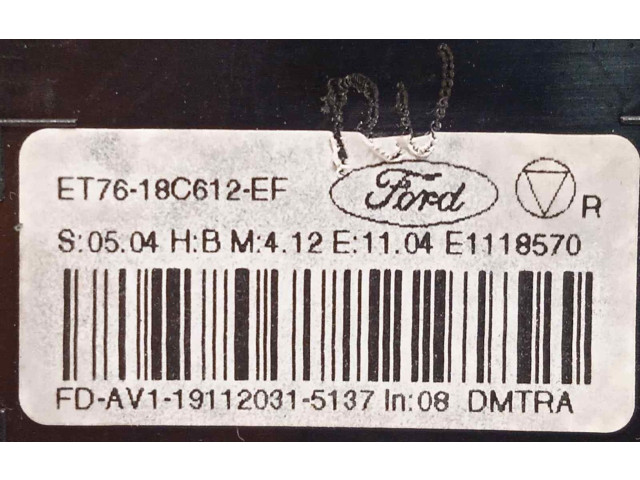 ET76-18C612-EF Ford R
S:05.04 H:B M:4.12 E:11.04 E1118570
FD-AV1-19112031-5137 In:08 DMTRA